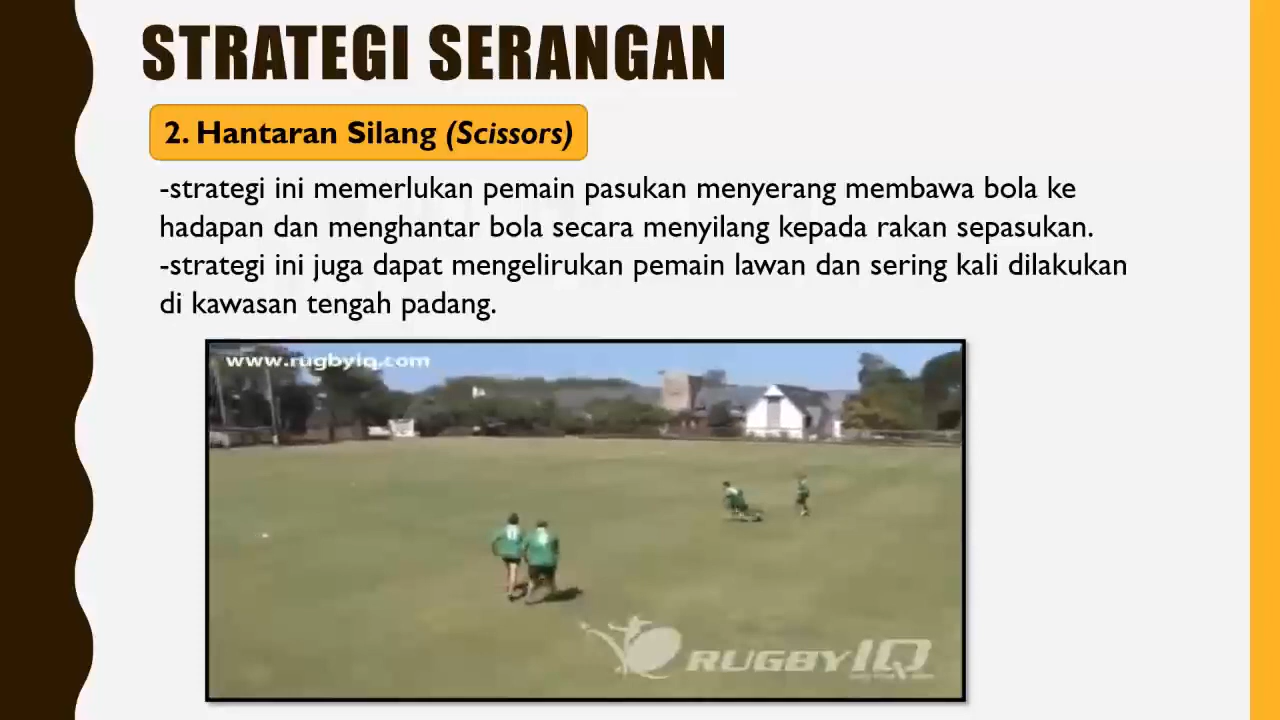 STRATEGI SERANGAN
2. Hantaran Silang (Scissors)
-strategi ini memerlukan pemain pasukan menyerang membawa bola ke
hadapan dan menghantar bola secara menyilang kepada rakan sepasukan.
-strategi ini juga dapat mengelirukan pemain lawan dan sering kali dilakukan
di kawasan tengah padang.
www.rugbyiq.com
RUGBYIQ